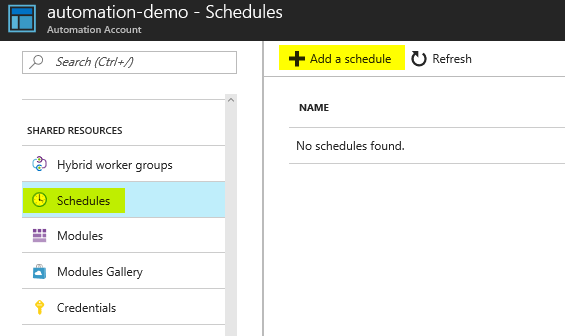 automation-demo - Schedules
Automation Account
Search (Ctrl+/)
SHARED RESOURCES
Hybrid worker groups
Schedules
Modules
Modules Gallery
Credentials
Add a schedule
Refresh
NAME
No schedules found.